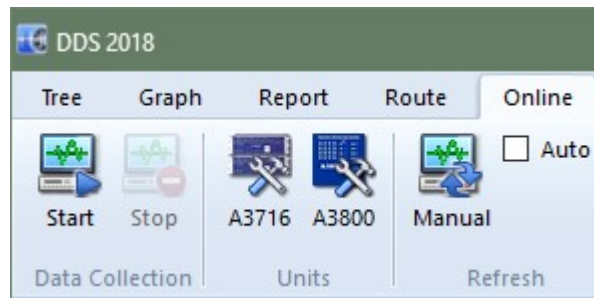 DDS 2018
Tree Graph Report Route Online
Auto
Start Stop A3716 A3800 Manual
Data Collection Units Refresh